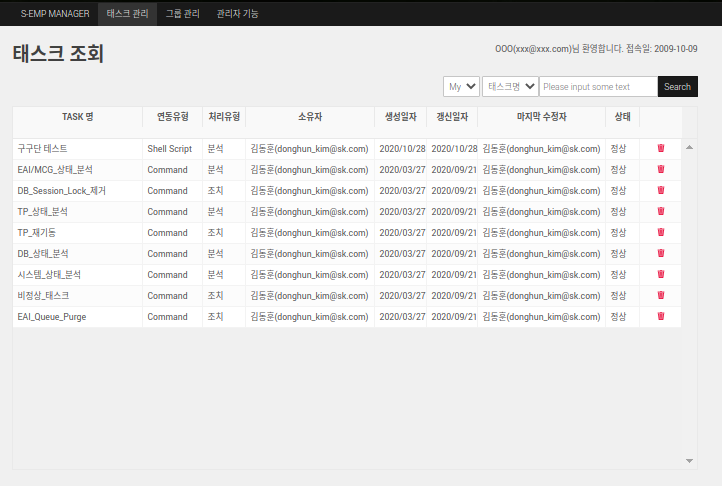 S-EMP MANAGER 태스크 관리 그룹 관리 관리자 기능
태스크 조회
OOO(xxx@xxx.com)님 환영합니다. 접속일: 2009-10-09
My 태스크명 Please input some text Search
TASK 명 연동유형 처리유형 소유자 생성일자 갱신일자 마지막 수정자 상태
구구단 테스트 Shell Script 분석 김동훈(donghun_kim@sk.com) 2020/10/28 2020/10/28 김동훈(donghun_kim@sk.com) 정상
EAI/MCG_상태_분석 Command 분석 김동훈(donghun_kim@sk.com) 2020/03/27 2020/09/21 김동훈(donghun_kim@sk.com) 정상
DB_Session_Lock_제거 Command 조치 김동훈(donghun_kim@sk.com) 2020/03/27 2020/09/21 김동훈(donghun_kim@sk.com) 정상
TP_상태_분석 Command 분석 김동훈(donghun_kim@sk.com) 2020/03/27 2020/09/21 김동훈(donghun_kim@sk.com) 정상
TP_재기동 Command 조치 김동훈(donghun_kim@sk.com) 2020/03/27 2020/09/21 김동훈(donghun_kim@sk.com) 정상
DB_상태_분석 Command 분석 김동훈(donghun_kim@sk.com) 2020/03/27 2020/09/21 김동훈(donghun_kim@sk.com) 정상
시스템_상태_분석 Command 분석 김동훈(donghun_kim@sk.com) 2020/03/27 2020/09/21 김동훈(donghun_kim@sk.com) 정상
비정상_태스크 Command 조치 김동훈(donghun_kim@sk.com) 2020/03/27 2020/09/21 김동훈(donghun_kim@sk.com) 정상
EAI_Queue_Purge Command 조치 김동훈(donghun_kim@sk.com) 2020/03/27 2020/09/21 김동훈(donghun_kim@sk.com) 정상